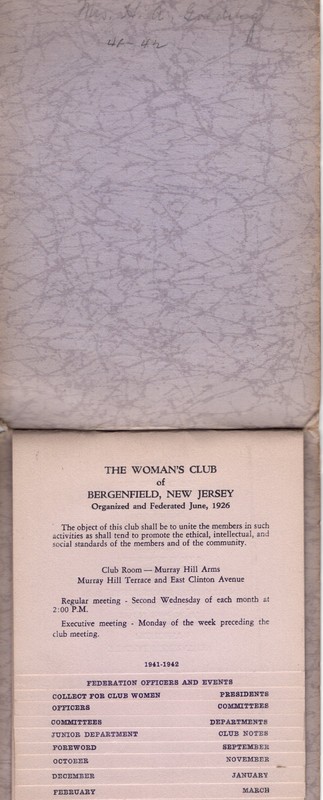 Mrs. H. A.
41-42
THE WOMAN'S CLUB
of
BERGENFIELD, NEW JERSEY
Organized and Federated June, 1926
The object of this club shall be to unite the members in such
activities as shall tend to promote the ethical, intellectual, and
social standards of the members and of the community.
Club Room — Murray Hill Arms
Murray Hill Terrace and East Clinton Avenue
Regular meeting - Second Wednesday of each month at
2:00 P.M.
Executive meeting - Monday of the week preceding the
club meeting.
1941-1942
FEDERATION OFFICERS AND EVENTS
COLLECT FOR CLUB WOMEN PRESIDENTS
OFFICERS COMMITTEES
COMMITTEES DEPARTMENTS
JUNIOR DEPARTMENT CLUB NOTES
FOREWORD SEPTEMBER
OCTOBER NOVEMBER
DECEMBER JANUARY
FEBRUARY MARCH